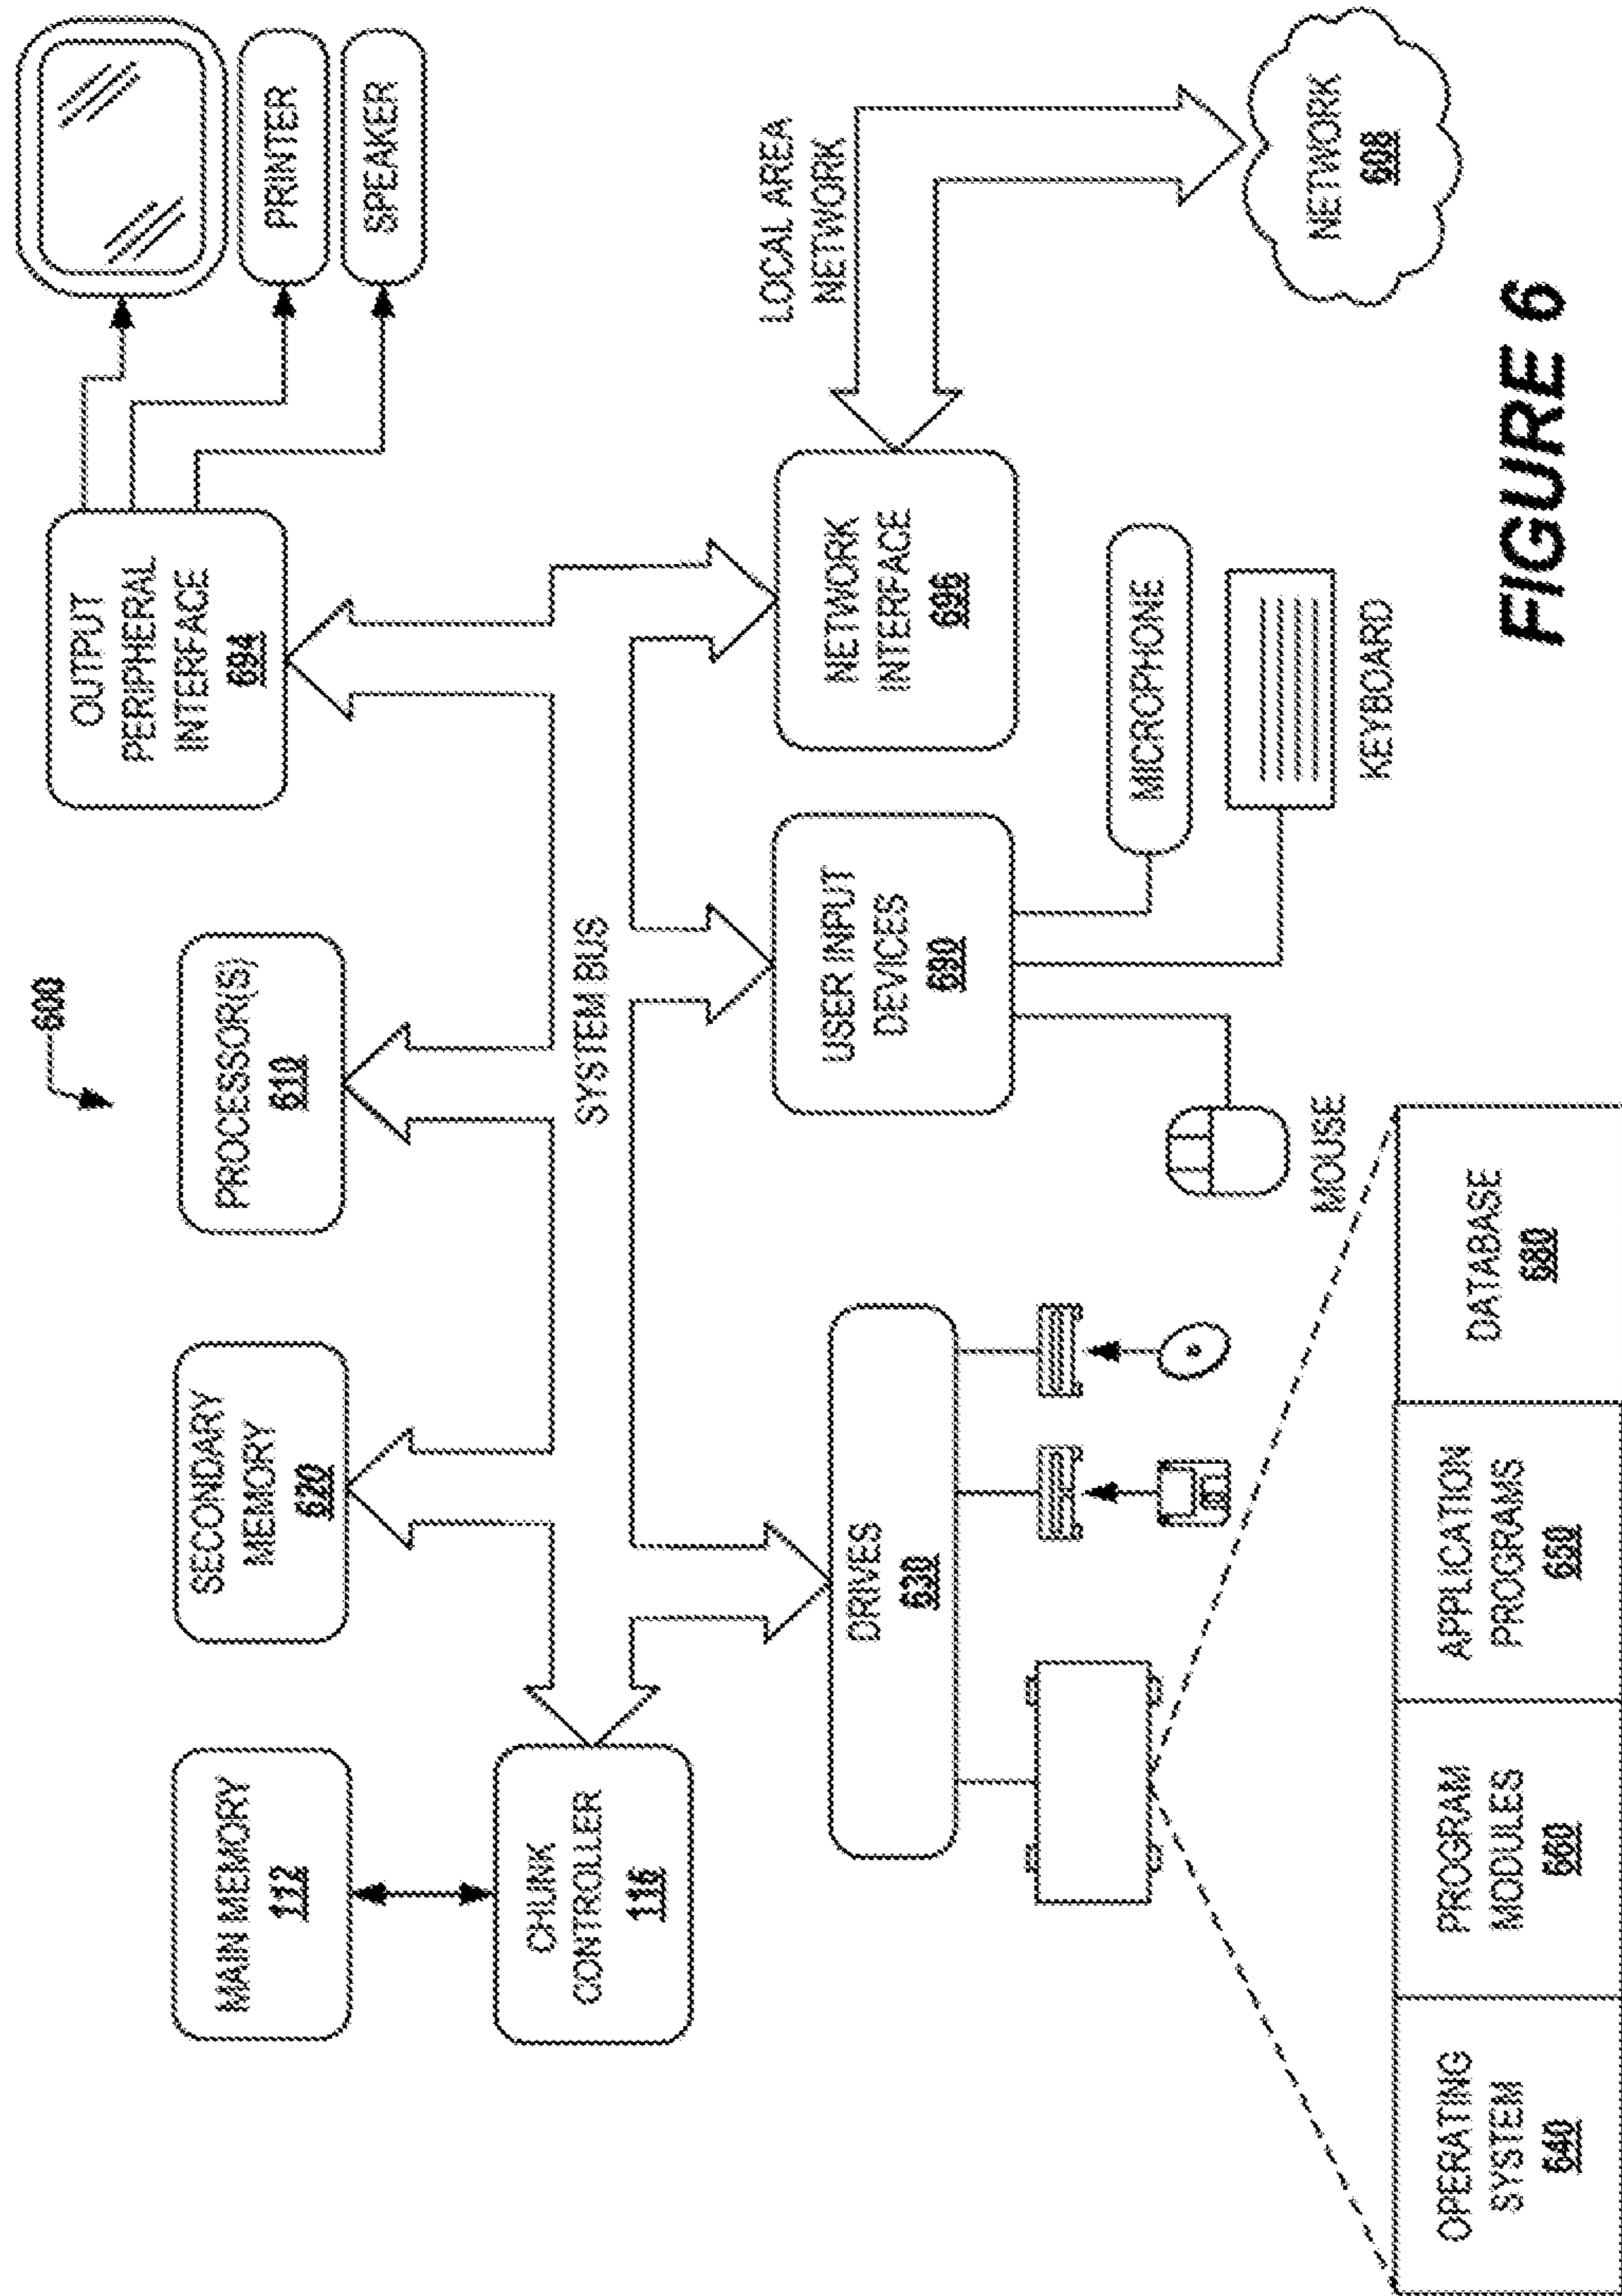 600
MAIN MEMORY
112
SECONDARY
MEMORY
620
PROCESSOR(S)
610
OUTPUT
PERIPHERAL
INTERFACE
694
PRINTER
SPEAKER
CHUNK
CONTROLLER
116
SYSTEM BUS
DRIVES
630
USER INPUT
DEVICES
690
NETWORK
INTERFACE
696
LOCAL AREA
NETWORK
MICROPHONE
MOUSE
KEYBOARD
NETWORK
608
OPERATING
SYSTEM
640
PROGRAM
MODULES
660
APPLICATION
PROGRAMS
650
DATABASE
680
FIGURE 6